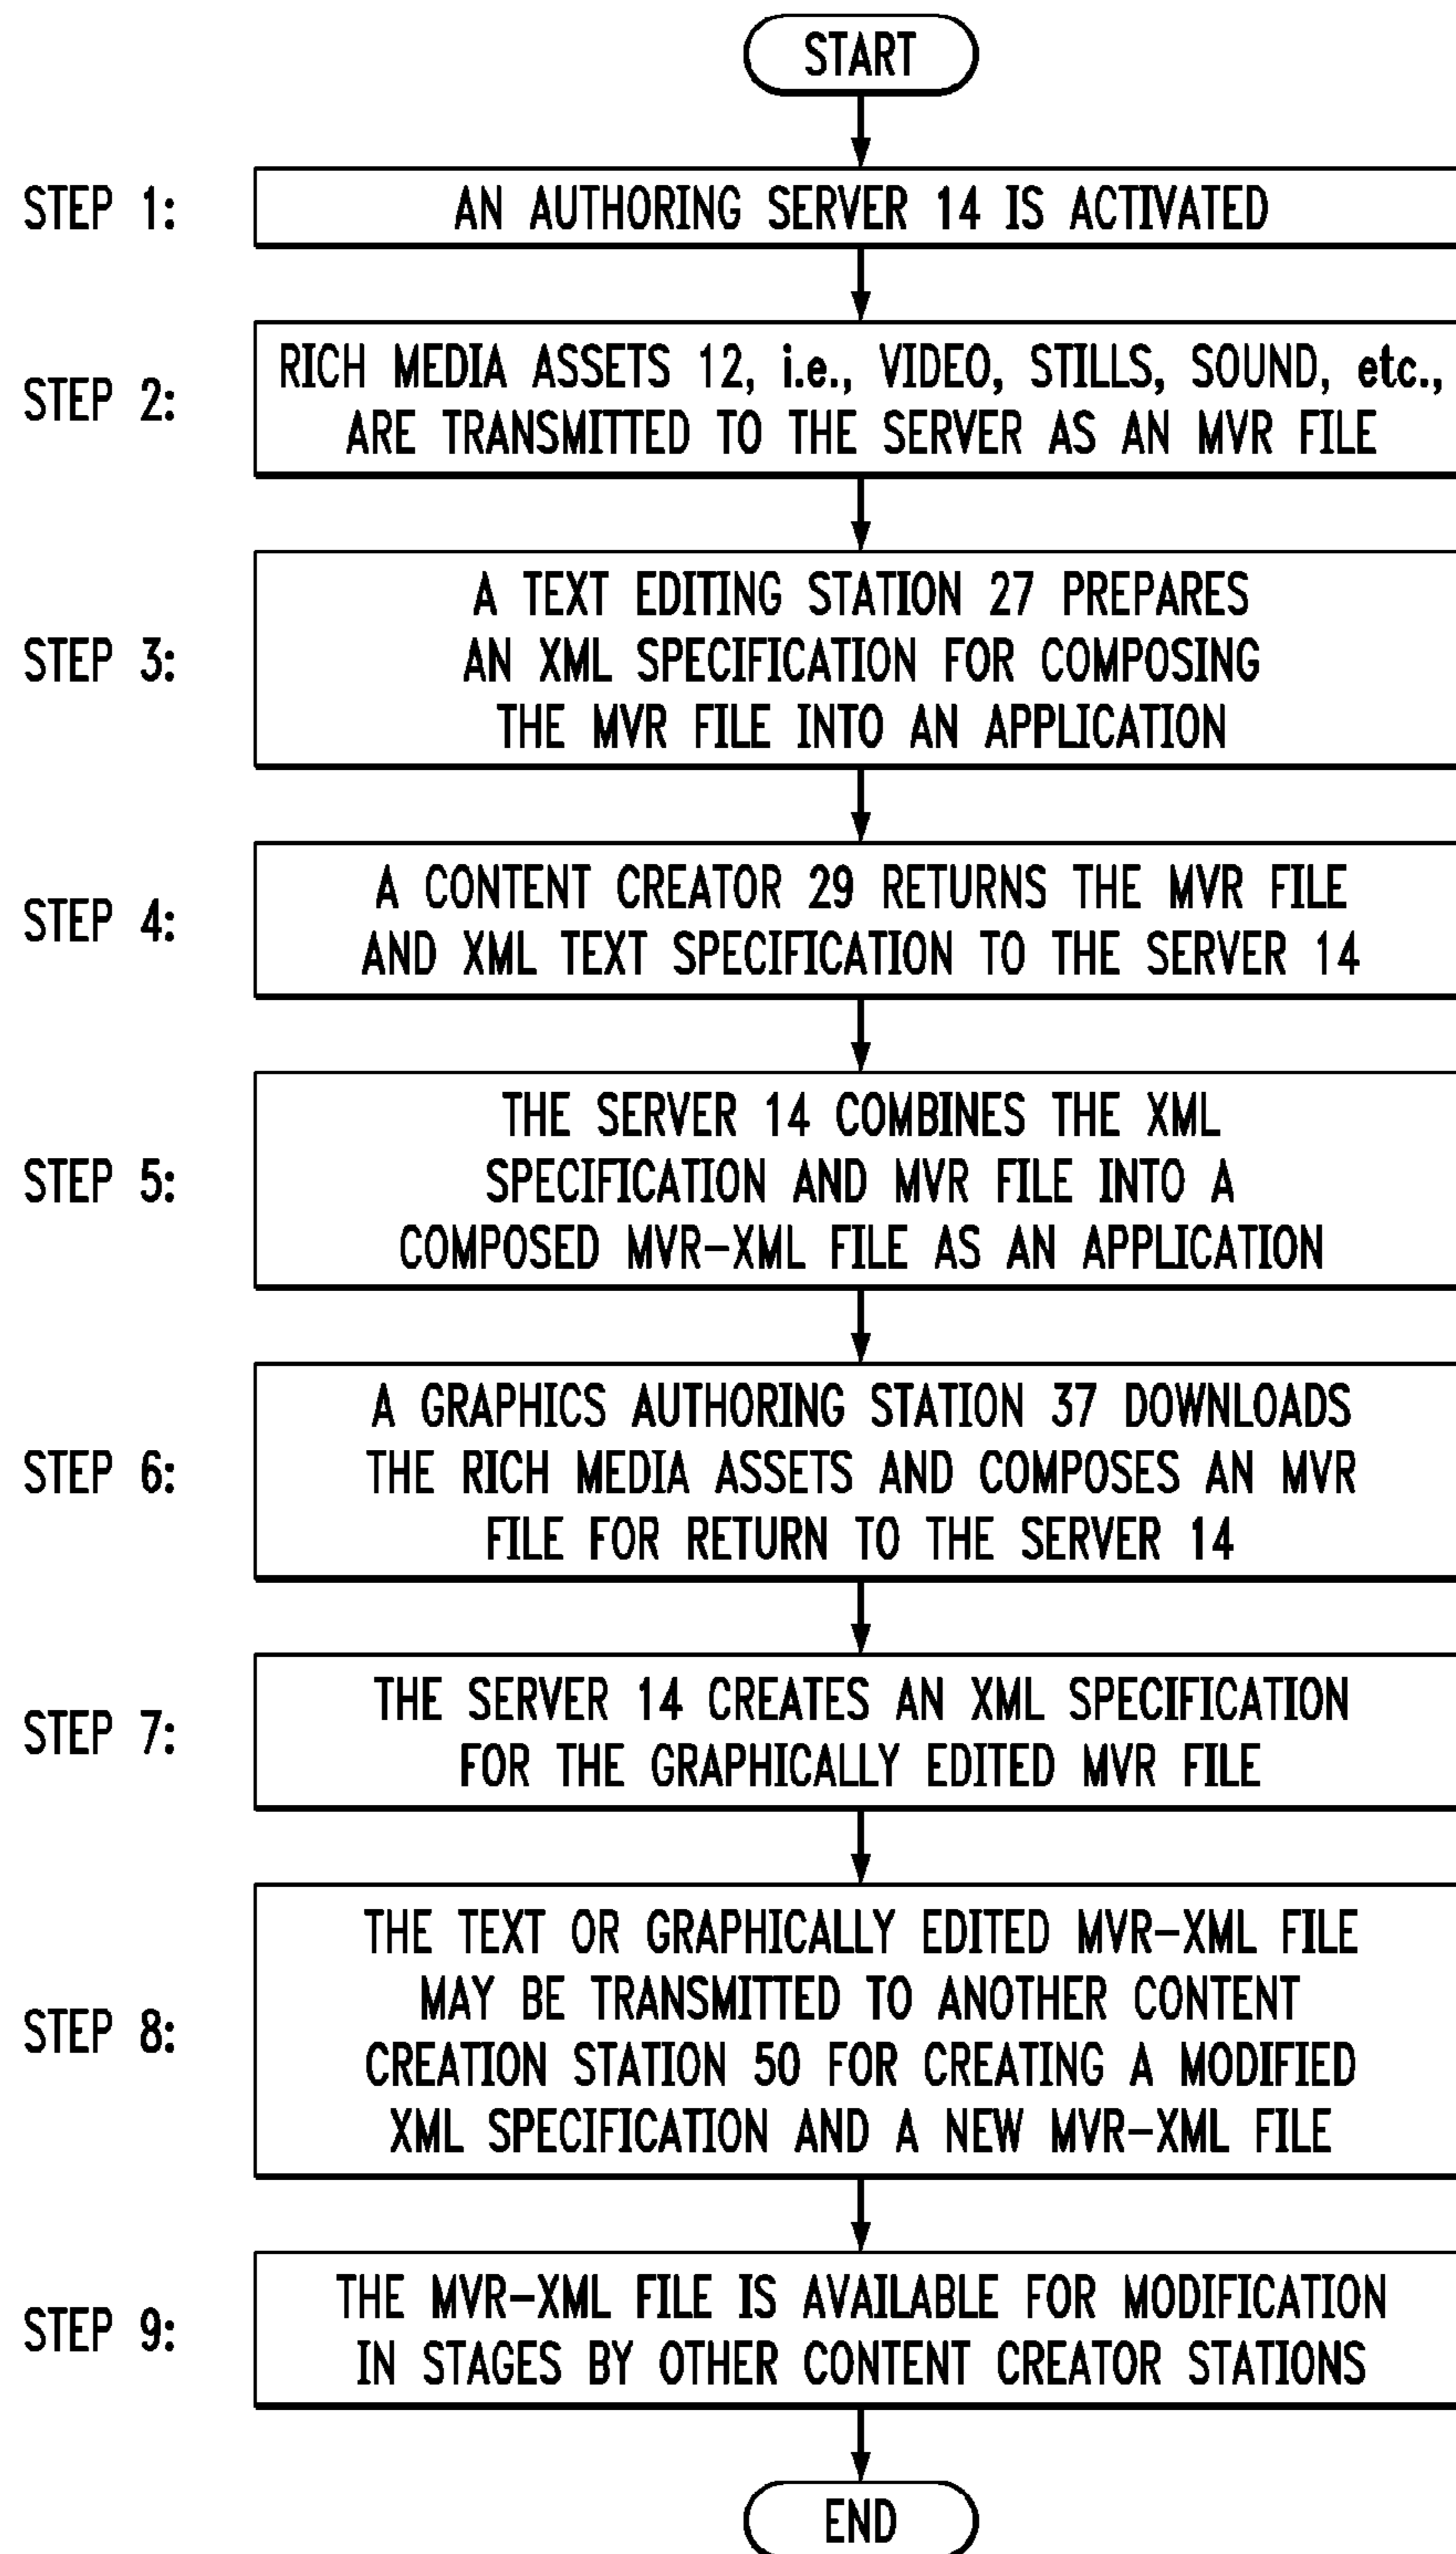 START
STEP 1:
AN AUTHORING SERVER 14 IS ACTIVATED
STEP 2:
RICH MEDIA ASSETS 12, i.e., VIDEO, STILLS, SOUND, etc.,
ARE TRANSMITTED TO THE SERVER AS AN MVR FILE
STEP 3:
A TEXT EDITING STATION 27 PREPARES
AN XML SPECIFICATION FOR COMPOSING
THE MVR FILE INTO AN APPLICATION
STEP 4:
A CONTENT CREATOR 29 RETURNS THE MVR FILE
AND XML TEXT SPECIFICATION TO THE SERVER 14
STEP 5:
THE SERVER 14 COMBINES THE XML
SPECIFICATION AND MVR FILE INTO A
COMPOSED MVR-XML FILE AS AN APPLICATION
STEP 6:
A GRAPHICS AUTHORING STATION 37 DOWNLOADS
THE RICH MEDIA ASSETS AND COMPOSES AN MVR
FILE FOR RETURN TO THE SERVER 14
STEP 7:
THE SERVER 14 CREATES AN XML SPECIFICATION
FOR THE GRAPHICALLY EDITED MVR FILE
STEP 8:
THE TEXT OR GRAPHICALLY EDITED MVR-XML FILE
MAY BE TRANSMITTED TO ANOTHER CONTENT
CREATION STATION 50 FOR CREATING A MODIFIED
XML SPECIFICATION AND A NEW MVR-XML FILE
STEP 9:
THE MVR-XML FILE IS AVAILABLE FOR MODIFICATION
IN STAGES BY OTHER CONTENT CREATOR STATIONS
END